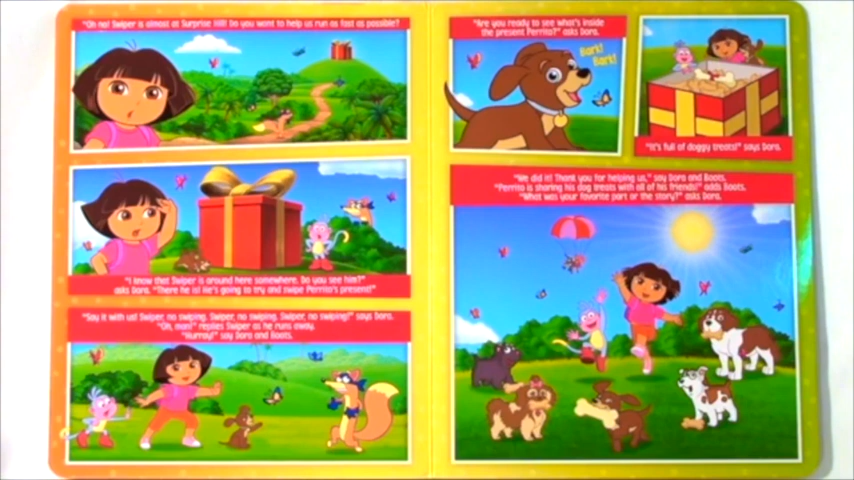 "Oh no! Swiper is almost at Surprise Hill! Do you want to help us run as fast as possible?
"I know that Swiper is around here somewhere. Do you see him?"
asks Dora. "There he is! He's going to try and swipe Perrito's present!"
"Say it with us! Swiper, no swiping. Swiper, no swiping. Swiper, no swiping!" says Dora.
"Oh, man!" replies Swiper as he runs away.
"Hurray!" say Dora and Boots.
"Are you ready to see what's inside
the present Perrito?" asks Dora.
Bark!
Bark!
"It's full of doggy treats!" says Dora.
"We did it! Thank you for helping us," say Dora and Boots.
"Perrito is sharing his dog treats with all of his friends!" adds Boots.
"What was your favorite part of the story?" asks Dora.